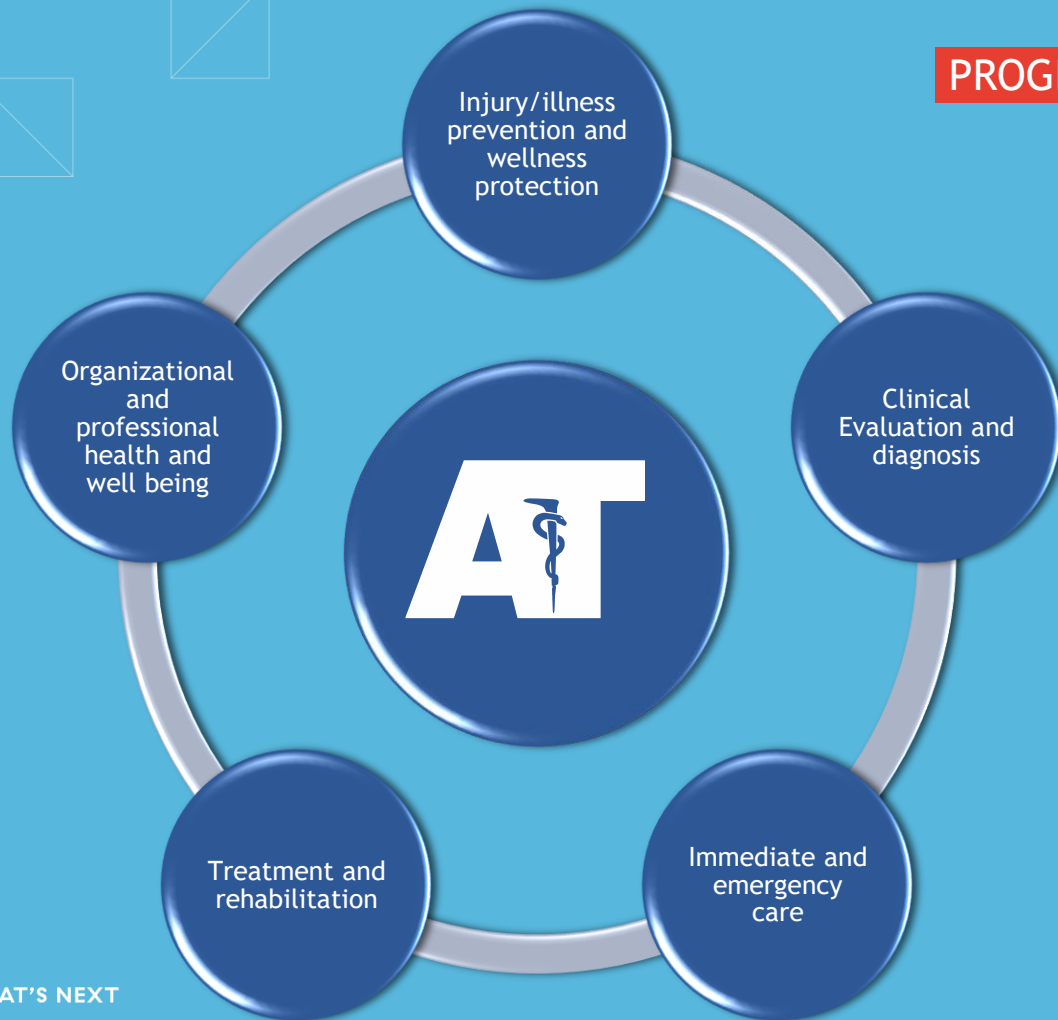 PROG
Injury/illness
prevention and
wellness
protection
Organizational
and
professional
health and
well being
Clinical
Evaluation and
diagnosis
AT
Treatment and
rehabilitation
Immediate and
emergency
care
AT'S NEXT